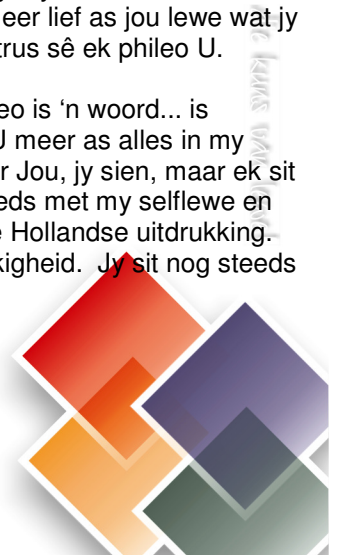 eer lief as jou lewe wat jy
trus sê ek phileo U.
eo is ‘n woord... is
U meer as alles in my
r Jou, jy sien, maar ek sit
eds met my selflewe en
e Hollandse uitdrukking.
kigheid.  Jy sit nog steeds